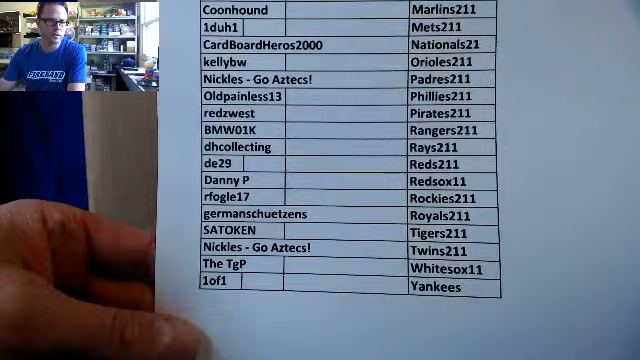 Coonhound Marlins211
1duh1 Mets211
CardBoardHeros2000 Nationals21
kellybw Orioles211
Nickles - Go Aztecs! Padres211
Oldpainless13 Phillies211
redzwest Pirates211
BMW01K Rangers211
dhcollecting Rays211
de29 Reds211
Danny P Redsox11
rfogle17 Rockies211
germanschuetzens Royals211
SATOKEN Tigers211
Nickles - Go Aztecs! Twins211
The TgP Whitesox11
1of1 Yankees